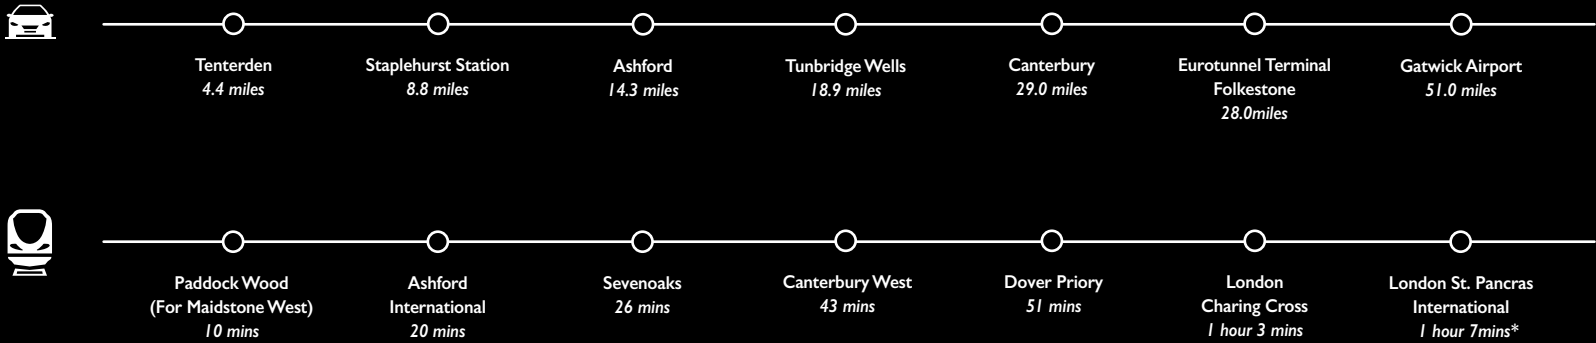 Tenterden
4.4 miles
Staplehurst Station
8.8 miles
Ashford
14.3 miles
Tunbridge Wells
18.9 miles
Canterbury
29.0 miles
Eurotunnel Terminal
Folkestone
28.0miles
Gatwick Airport
51.0 miles
Paddock Wood
(For Maidstone West)
10 mins
Ashford
International
20 mins
Sevenoaks
26 mins
Canterbury West
43 mins
Dover Priory
51 mins
London
Charing Cross
1 hour 3 mins
London St. Pancras
International
1 hour 7mins*